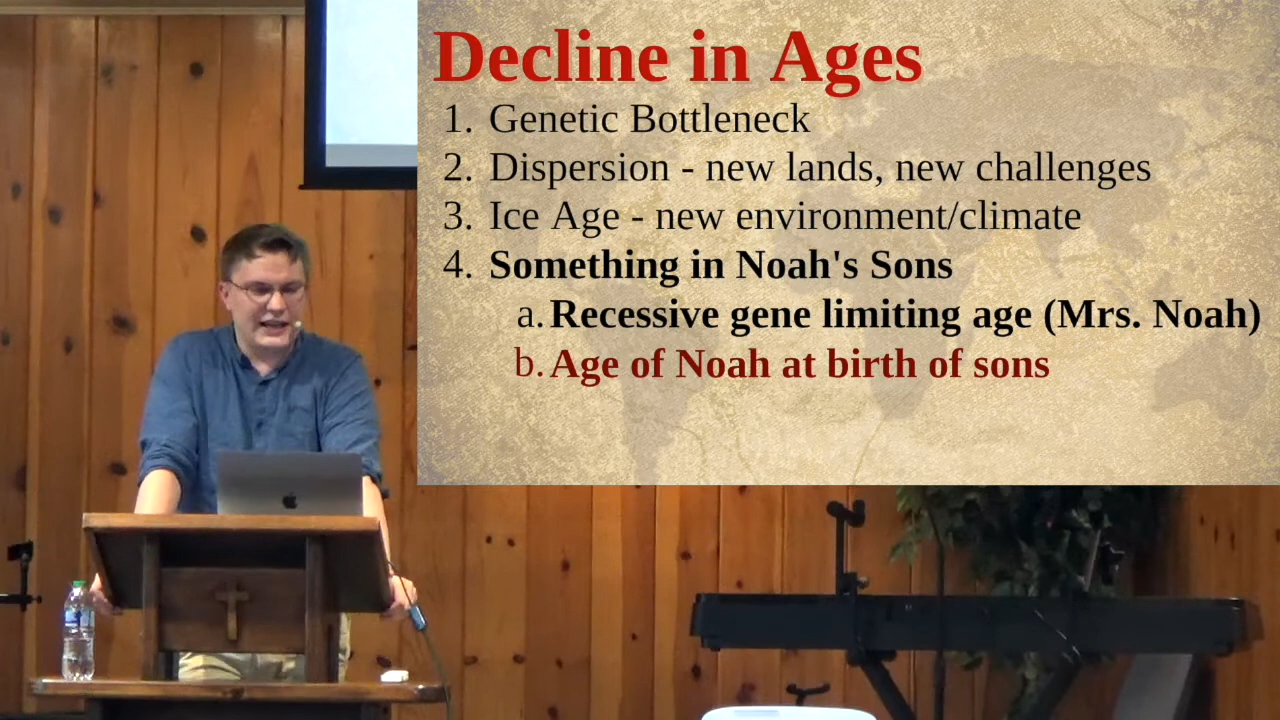 Decline in Ages
1. Genetic Bottleneck
2. Dispersion - new lands, new challenges
3. Ice Age - new environment/climate
4. Something in Noah's Sons
a. Recessive gene limiting age (Mrs. Noah)
b. Age of Noah at birth of sons